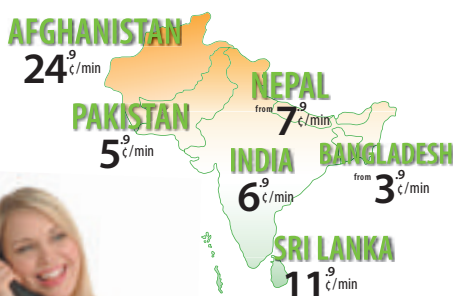 AFGHANISTAN
24.9¢/min
NEPAL
from 7.9¢/min
PAKISTAN
5.9¢/min
INDIA
6.9¢/min
BANGLADESH
from 3.9¢/min
SRI LANKA
11.9¢/min